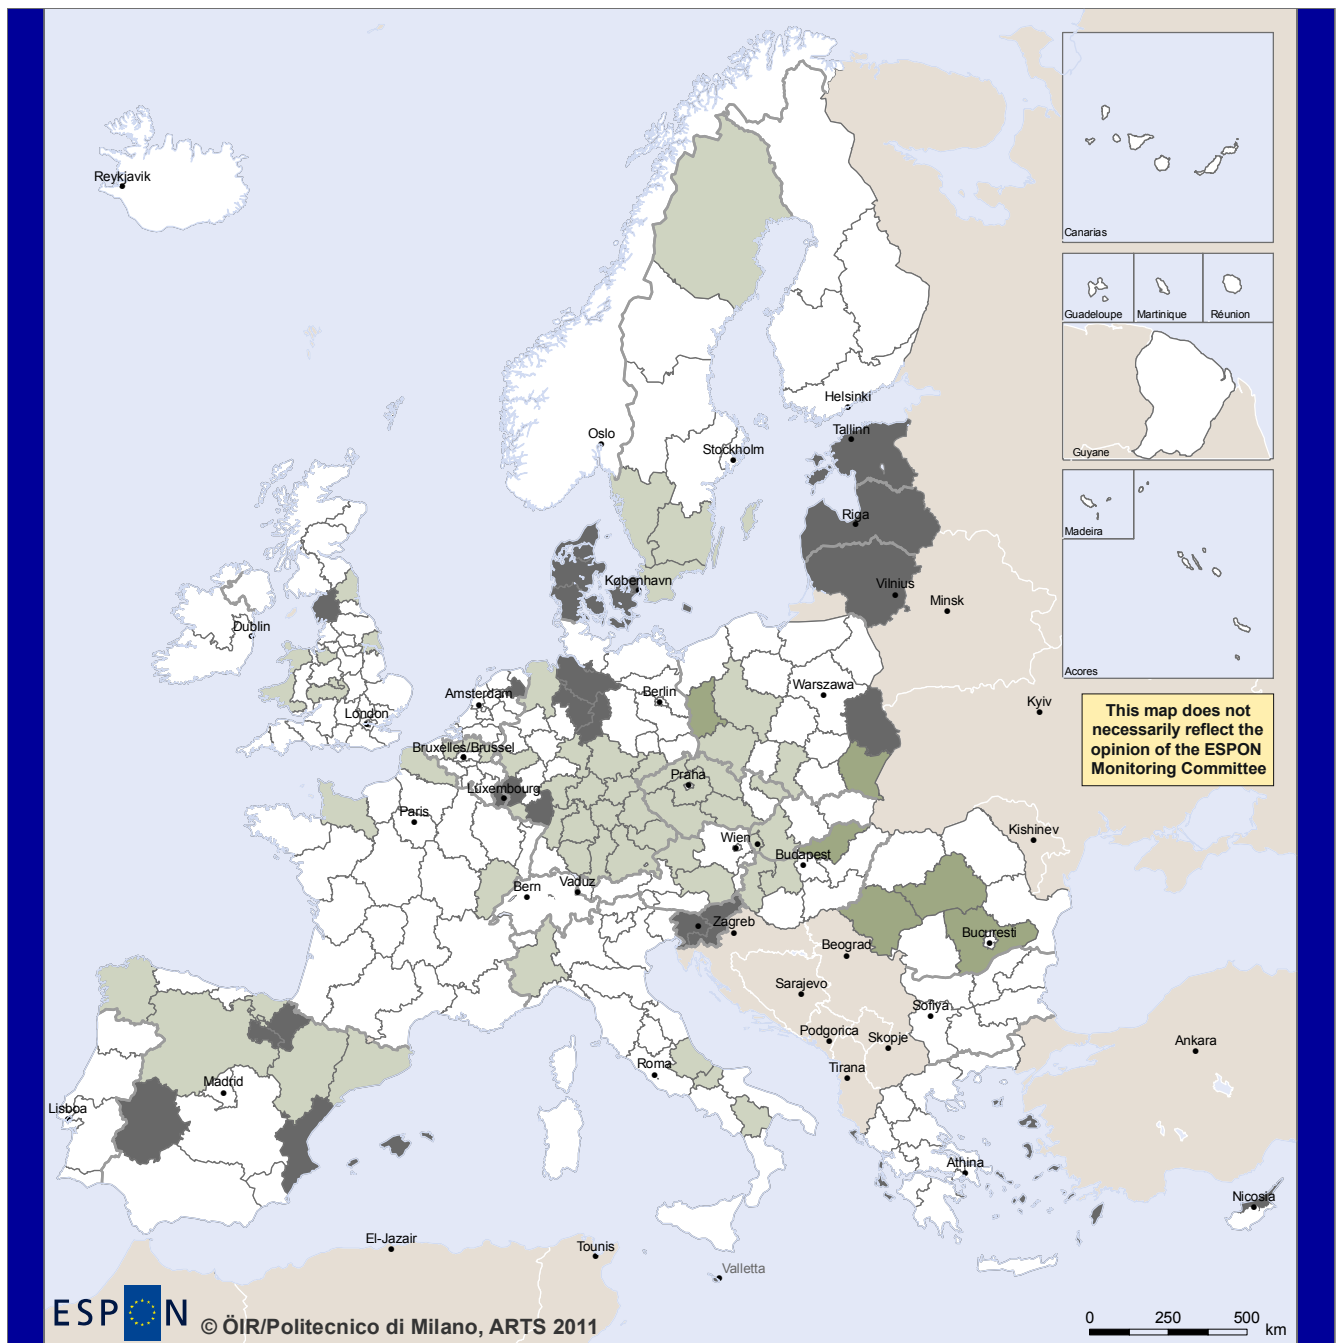 Reykjavik
Canarias
Guadeloupe
Martinique
Réunion
Guyane
Helsinki
Tallinn
Oslo
Stockholm
Madeira
Riga
København
Vilnius
Minsk
Dublin
Acores
Amsterdam
Berlin
Warszawa
London
Kyiv
This map does not
necessarily reflect the
opinion of the ESPON
Monitoring Committee
Bruxelles/Brussel
Praha
Luxembourg
Paris
Kishinev
Wien
Budapest
Bern
Vaduz
Zagreb
Bucuresti
Beograd
Sarajevo
Sofiya
Podgorica
Skopje
Ankara
Roma
Tirana
Madrid
Lisboa
Athina
Nicosia
El-Jazair
Tounis
Valletta
ESPON
© ÖIR/Politecnico di Milano, ARTS 2011
0 250 500
km